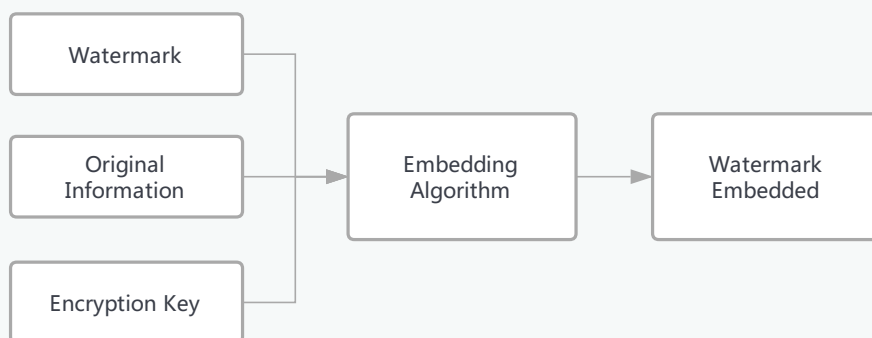 Watermark
Original
Information
Encryption Key
Embedding
Algorithm
Watermark
Embedded